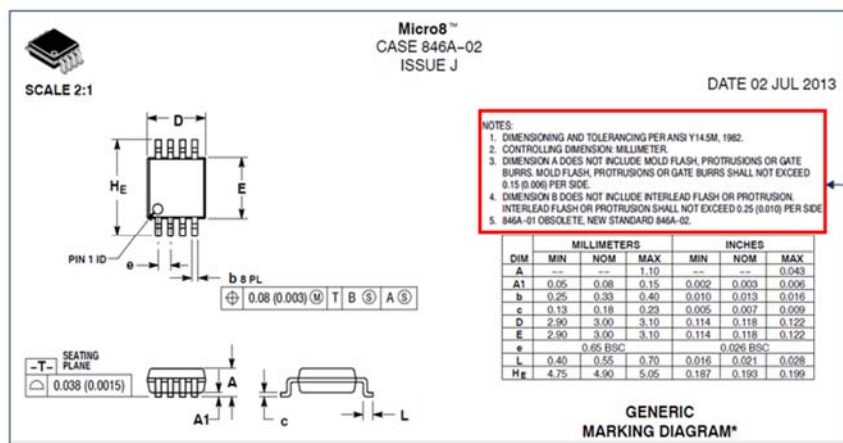 Micro8™
CASE 846A−02
ISSUE J
DATE 02 JUL 2013
SCALE 2:1
D
HE
E
PIN 1 ID
e
b 8 PL
0.08 (0.003) Ⓜ T B Ⓢ A Ⓢ
−T− SEATING
PLANE
0.038 (0.0015)
A
A1
c
L
NOTES:
1. DIMENSIONING AND TOLERANCING PER ANSI Y14.5M, 1982.
2. CONTROLLING DIMENSION: MILLIMETER.
3. DIMENSION A DOES NOT INCLUDE MOLD FLASH, PROTRUSIONS OR GATE
BURRS. MOLD FLASH, PROTRUSIONS OR GATE BURRS SHALL NOT EXCEED
0.15 (0.006) PER SIDE.
4. DIMENSION B DOES NOT INCLUDE INTERLEAD FLASH OR PROTRUSION.
INTERLEAD FLASH OR PROTRUSION SHALL NOT EXCEED 0.25 (0.010) PER SIDE
5. 846A−01 OBSOLETE, NEW STANDARD 846A−02.
MILLIMETERS INCHES
DIM MIN NOM MAX MIN NOM MAX
A −− −− 1.10 −− −− 0.043
A1 0.05 0.08 0.15 0.002 0.003 0.006
b 0.25 0.33 0.40 0.010 0.013 0.016
c 0.13 0.18 0.23 0.005 0.007 0.009
D 2.90 3.00 3.10 0.114 0.118 0.122
E 2.90 3.00 3.10 0.114 0.118 0.122
e 0.65 BSC 0.026 BSC
L 0.40 0.55 0.70 0.016 0.021 0.028
HE 4.75 4.90 5.05 0.187 0.193 0.199
GENERIC
MARKING DIAGRAM*